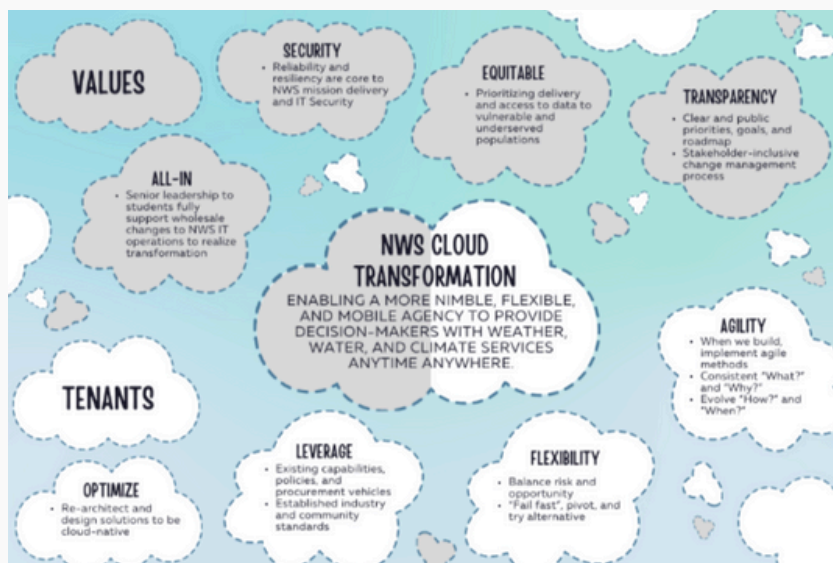 VALUES
SECURITY
• Reliability and
resiliency are core to
NWS mission delivery
and IT Security
EQUITABLE
• Prioritizing delivery
and access to data to
vulnerable and
underserved
populations
TRANSPARENCY
• Clear and public
priorities, goals, and
roadmap
• Stakeholder-inclusive
change management
process
ALL-IN
• Senior leadership to
students fully
support wholesale
changes to NWS IT
operations to realize
transformation
NWS CLOUD
TRANSFORMATION
ENABLING A MORE NIMBLE, FLEXIBLE,
AND MOBILE AGENCY TO PROVIDE
DECISION-MAKERS WITH WEATHER,
WATER, AND CLIMATE SERVICES
ANYTIME ANYWHERE.
TENANTS
AGILITY
• When we build,
implement agile
methods
• Consistent "What?"
and "Why?"
• Evolve "How?" and
"When?"
OPTIMIZE
• Re-architect and
design solutions to be
cloud-native
LEVERAGE
• Existing capabilities,
policies, and
procurement vehicles
• Established industry
and community
standards
FLEXIBILITY
• Balance risk and
opportunity
• "Fail fast", pivot, and
try alternative